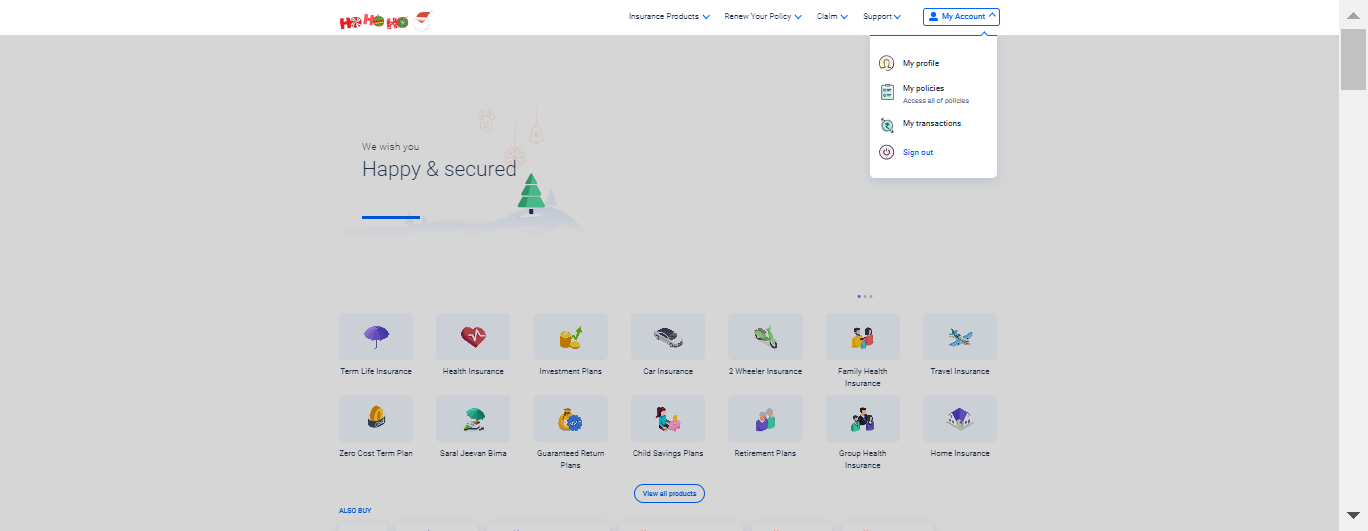 HO HO HO
Insurance Products
Renew Your Policy
Claim
Support
My Account
My profile
My policies
Access all of policies
My transactions
Sign out
We wish you
Happy & secured
Term Life Insurance
Health Insurance
Investment Plans
Car Insurance
2 Wheeler Insurance
Family Health
Insurance
Travel Insurance
Zero Cost Term Plan
Saral Jeevan Bima
Guaranteed Return
Plans
Child Savings Plans
Retirement Plans
Group Health
Insurance
Home Insurance
View all products
ALSO BUY